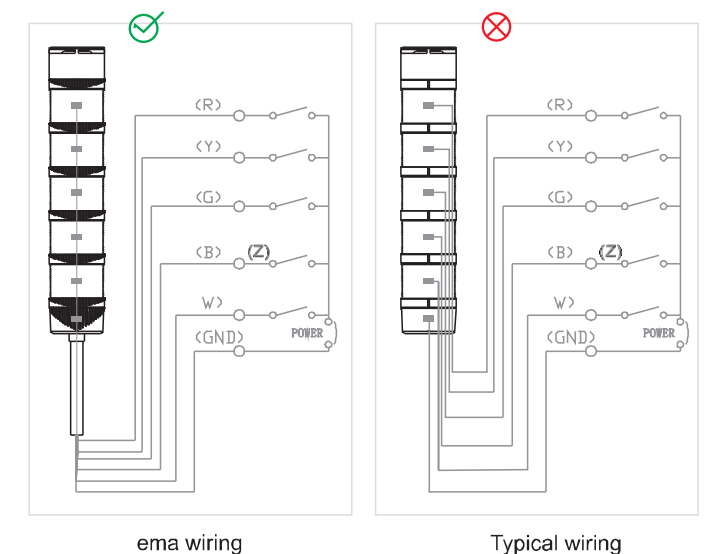 (R)
(Y)
(G)
(B) (Z)
W)
POWER
(GND)
ema wiring
(R)
(Y)
(G)
(B) (Z)
W)
POWER
(GND)
Typical wiring